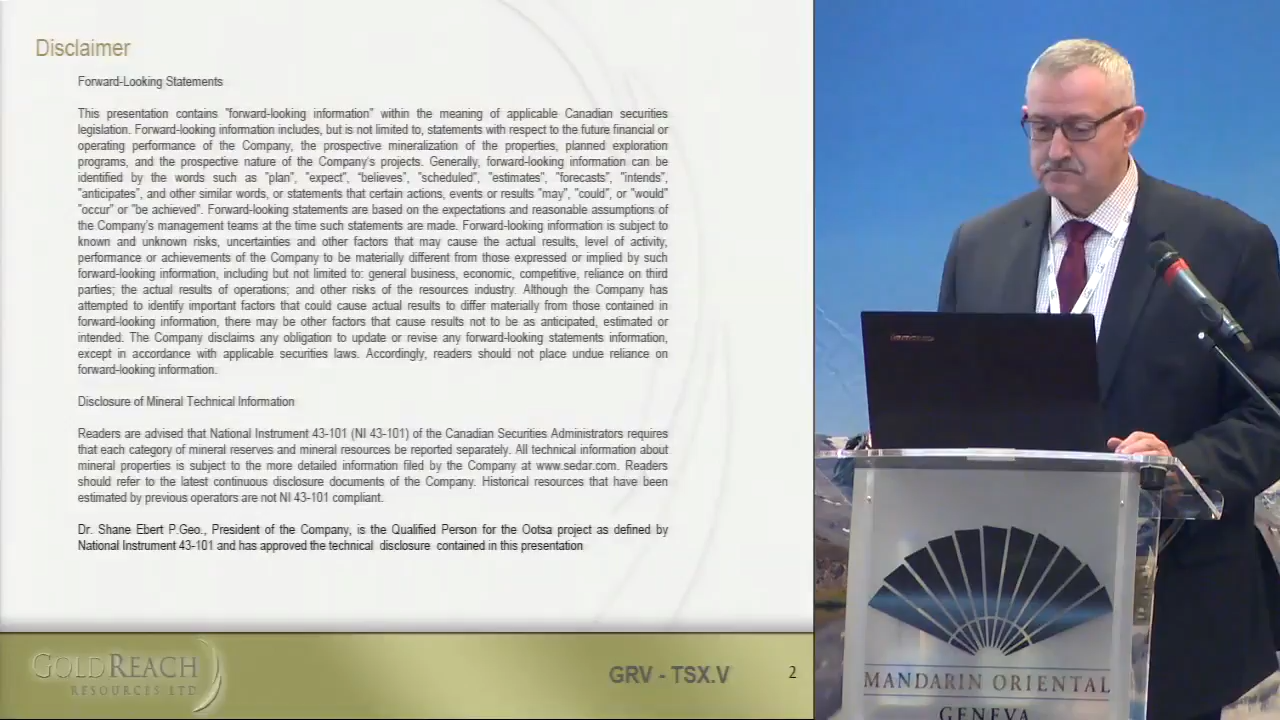 Disclaimer
Forward-Looking Statements
This presentation contains "forward-looking information" within the meaning of applicable Canadian securities
legislation. Forward-looking information includes, but is not limited to, statements with respect to the future financial or
operating performance of the Company, the prospective mineralization of the properties, planned exploration
programs, and the prospective nature of the Company's projects. Generally, forward-looking information can be
identified by the words such as "plan", "expect", "believes", "scheduled", "estimates", "forecasts", "intends",
"anticipates", and other similar words, or statements that certain actions, events or results "may", "could", or "would"
"occur" or "be achieved". Forward-looking statements are based on the expectations and reasonable assumptions of
the Company's management teams at the time such statements are made. Forward-looking information is subject to
known and unknown risks, uncertainties and other factors that may cause the actual results, level of activity,
performance or achievements of the Company to be materially different from those expressed or implied by such
forward-looking information, including but not limited to: general business, economic, competitive, reliance on third
parties; the actual results of operations; and other risks of the resources industry. Although the Company has
attempted to identify important factors that could cause actual results to differ materially from those contained in
forward-looking information, there may be other factors that cause results not to be as anticipated, estimated or
intended. The Company disclaims any obligation to update or revise any forward-looking statements information,
except in accordance with applicable securities laws. Accordingly, readers should not place undue reliance on
forward-looking information.
Disclosure of Mineral Technical Information
Readers are advised that National Instrument 43-101 (NI 43-101) of the Canadian Securities Administrators requires
that each category of mineral reserves and mineral resources be reported separately. All technical information about
mineral properties is subject to the more detailed information filed by the Company at www.sedar.com. Readers
should refer to the latest continuous disclosure documents of the Company. Historical resources that have been
estimated by previous operators are not NI 43-101 compliant.
Dr. Shane Ebert P.Geo., President of the Company, is the Qualified Person for the Ootsa project as defined by
National Instrument 43-101 and has approved the technical disclosure contained in this presentation
GOLDREACH
RESOURCES LTD
GRV - TSX.V
2
MANDARIN ORIENTAL
GENEVA